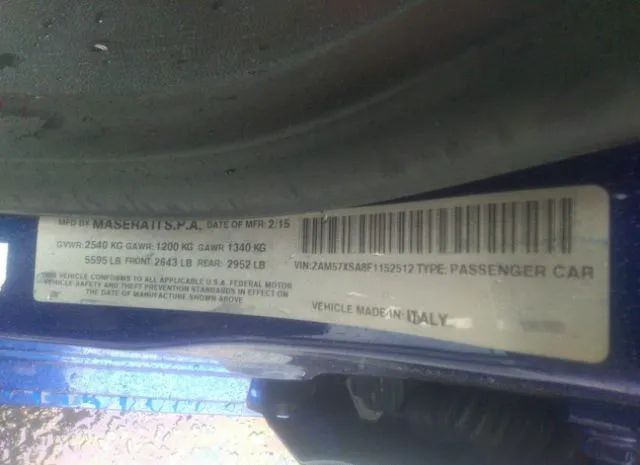 MFD BY MASERATI S.P.A. DATE OF MFR: 2/15
GVWR: 2540 KG GAWR: 1200 KG GAWR 1340 KG
5595 LB FRONT 2643 LB REAR: 2952 LB
THIS VEHICLE CONFORMS TO ALL APPLICABLE U.S.A. FEDERAL MOTOR
VEHICLE SAFETY AND THEFT PREVENTION STANDARDS IN EFFECT ON
THE DATE OF MANUFACTURE SHOWN ABOVE
VIN: ZAM57XSA8F1152512 TYPE: PASSENGER CAR
VEHICLE MADE IN: ITALY